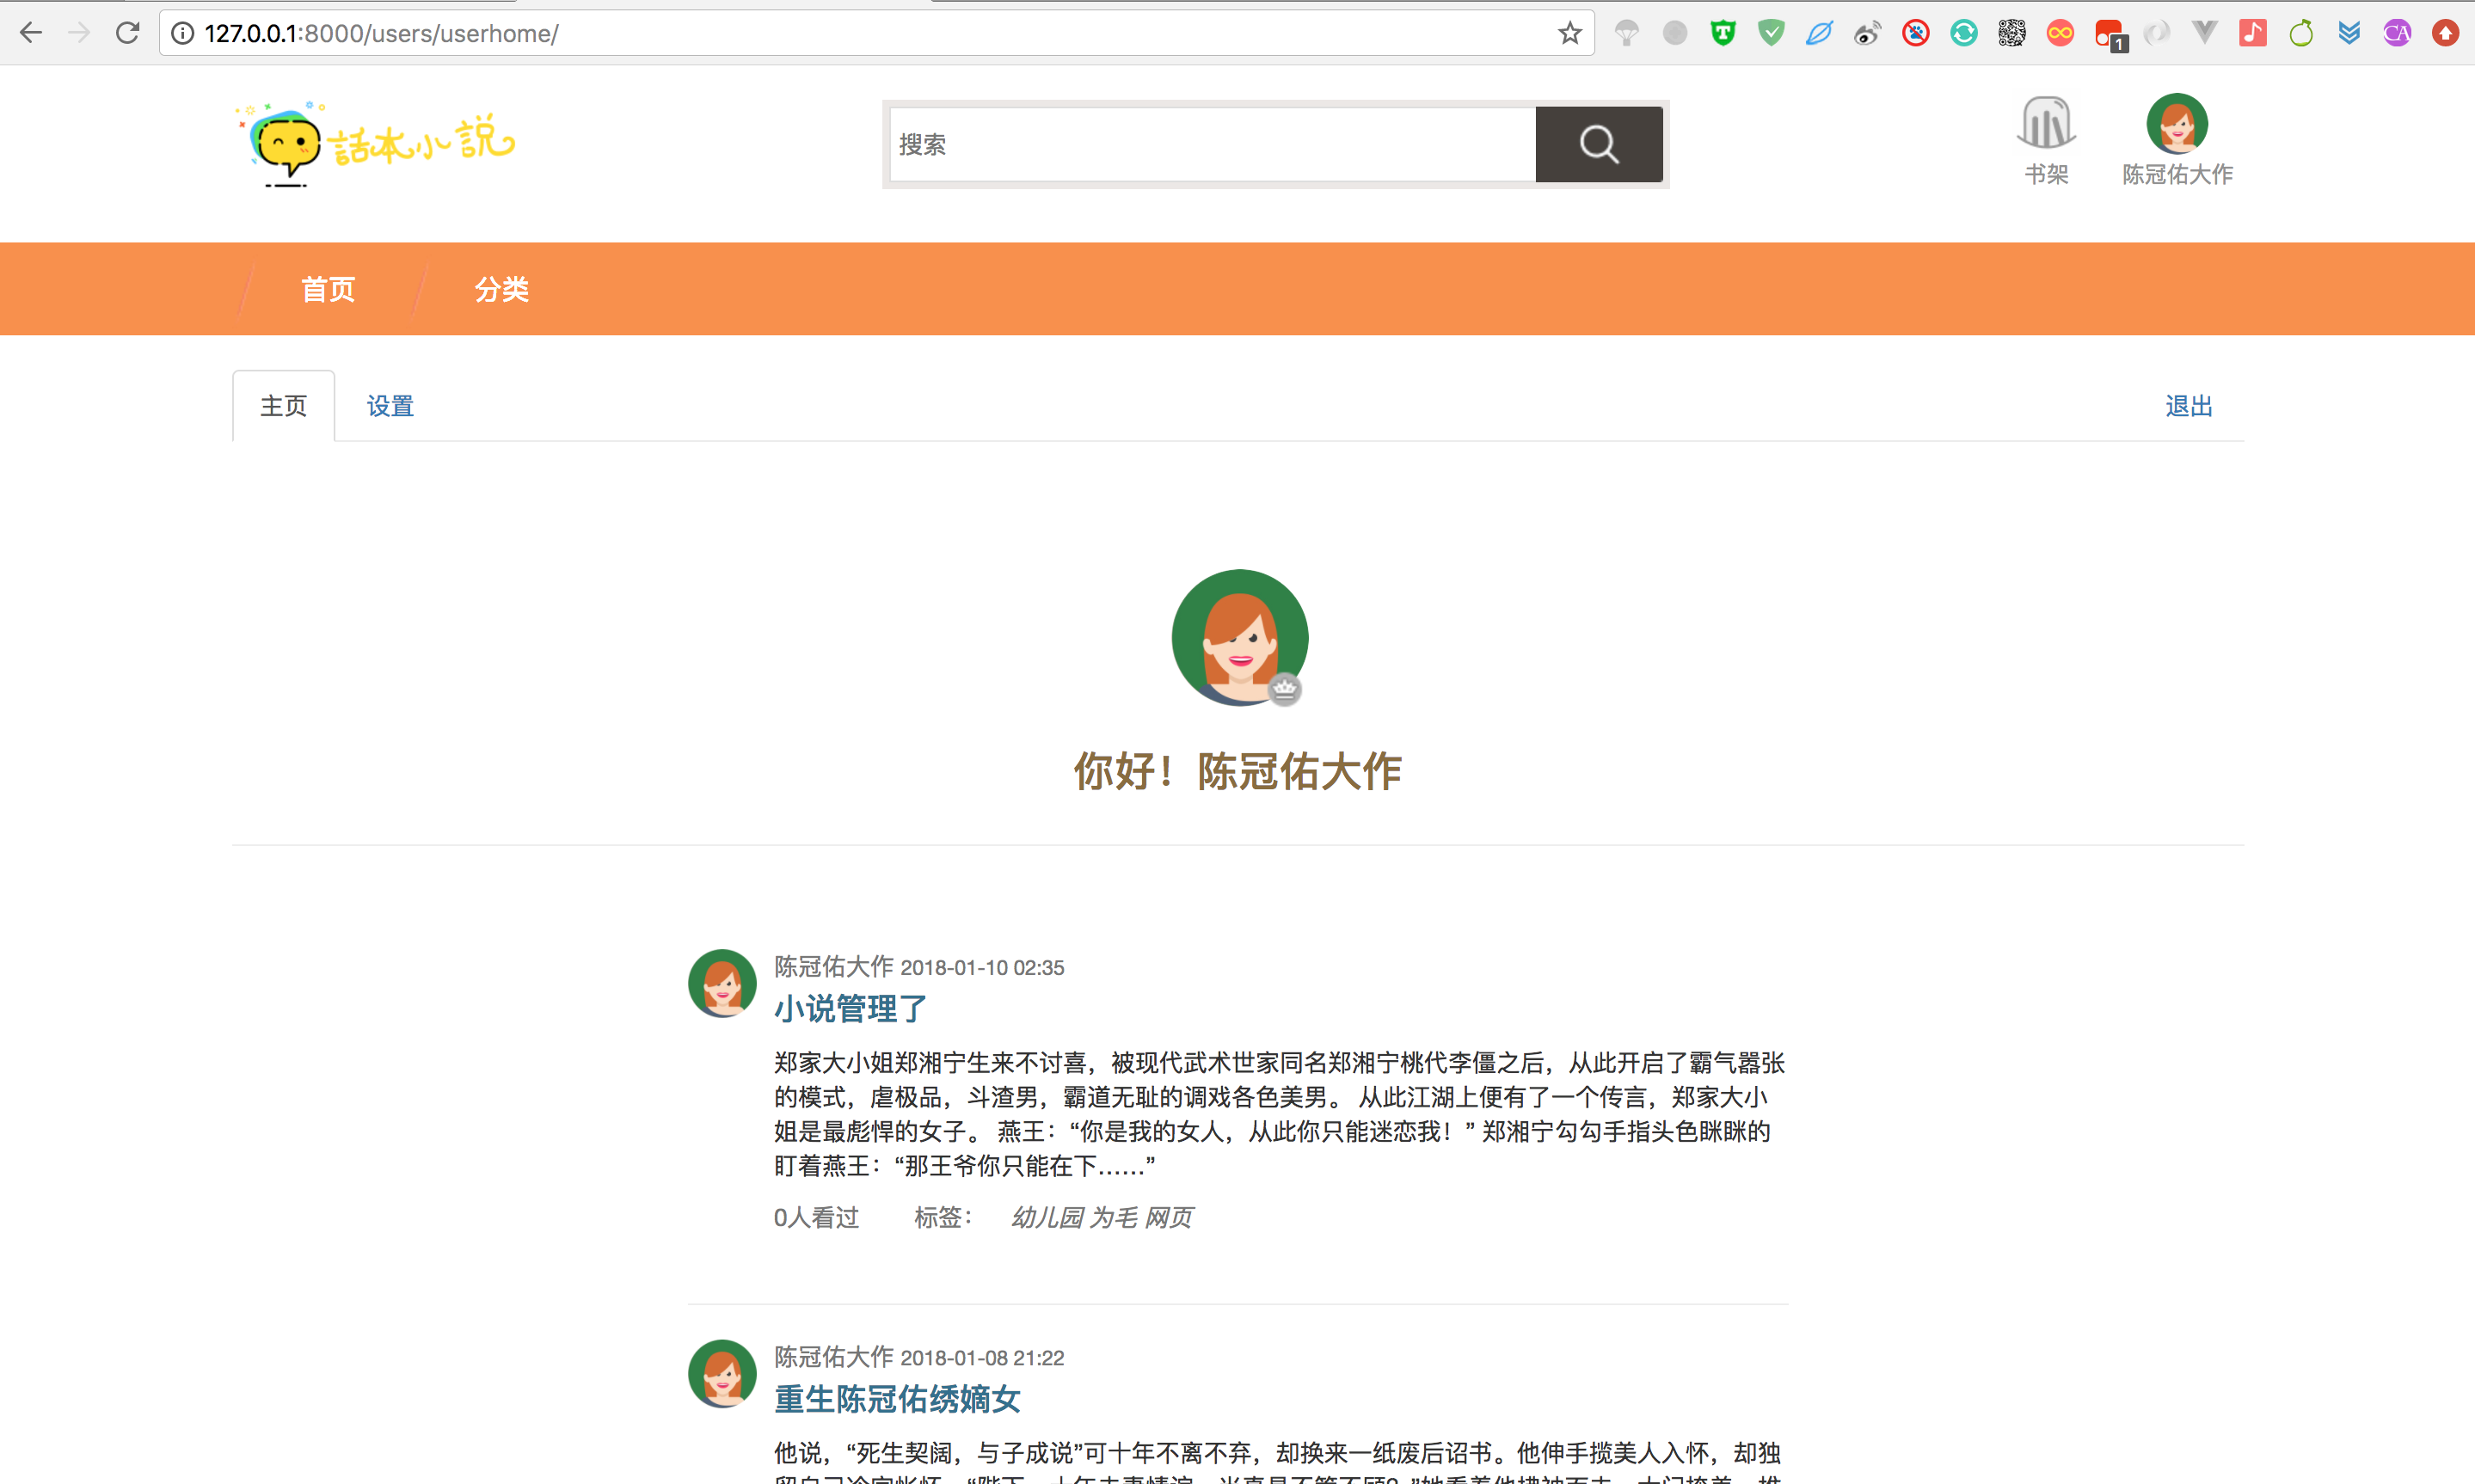 127.0.0.1:8000/users/userhome/
1
CA
話本小説
搜索
书架
陈冠佑大作
首页
分类
主页
设置
退出
你好！陈冠佑大作
陈冠佑大作 2018-01-10 02:35
小说管理了
郑家大小姐郑湘宁生来不讨喜，被现代武术世家同名郑湘宁桃代李僵之后，从此开启了霸气嚣张
的模式，虐极品，斗渣男，霸道无耻的调戏各色美男。 从此江湖上便有了一个传言，郑家大小
姐是最彪悍的女子。 燕王：“你是我的女人，从此你只能迷恋我！” 郑湘宁勾勾手指头色眯眯的
盯着燕王：“那王爷你只能在下……”
0人看过 标签： 幼儿园 为毛 网页
陈冠佑大作 2018-01-08 21:22
重生陈冠佑绣嫡女
他说，“死生契阔，与子成说”可十年不离不弃，却换来一纸废后诏书。他伸手揽美人入怀，却独